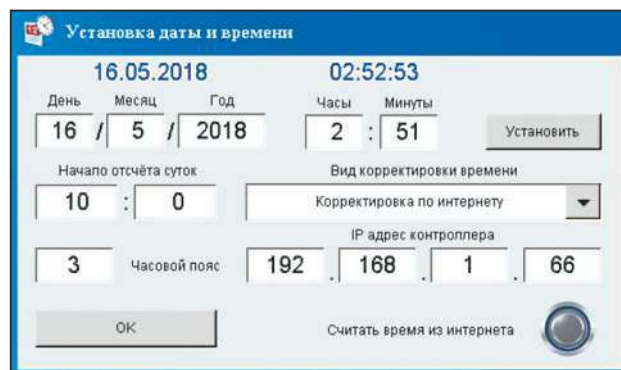 Установка даты и времени
16.05.2018 02:52:53
День Месяц Год Часы Минуты
16 / 5 / 2018 2 : 51 Установить
Начало отсчёта суток Вид корректировки времени
10 : 0 Корректировка по интернету
IP адрес контроллера
3 Часовой пояс 192 . 168 . 1 . 66
ОК Считать время из интернета